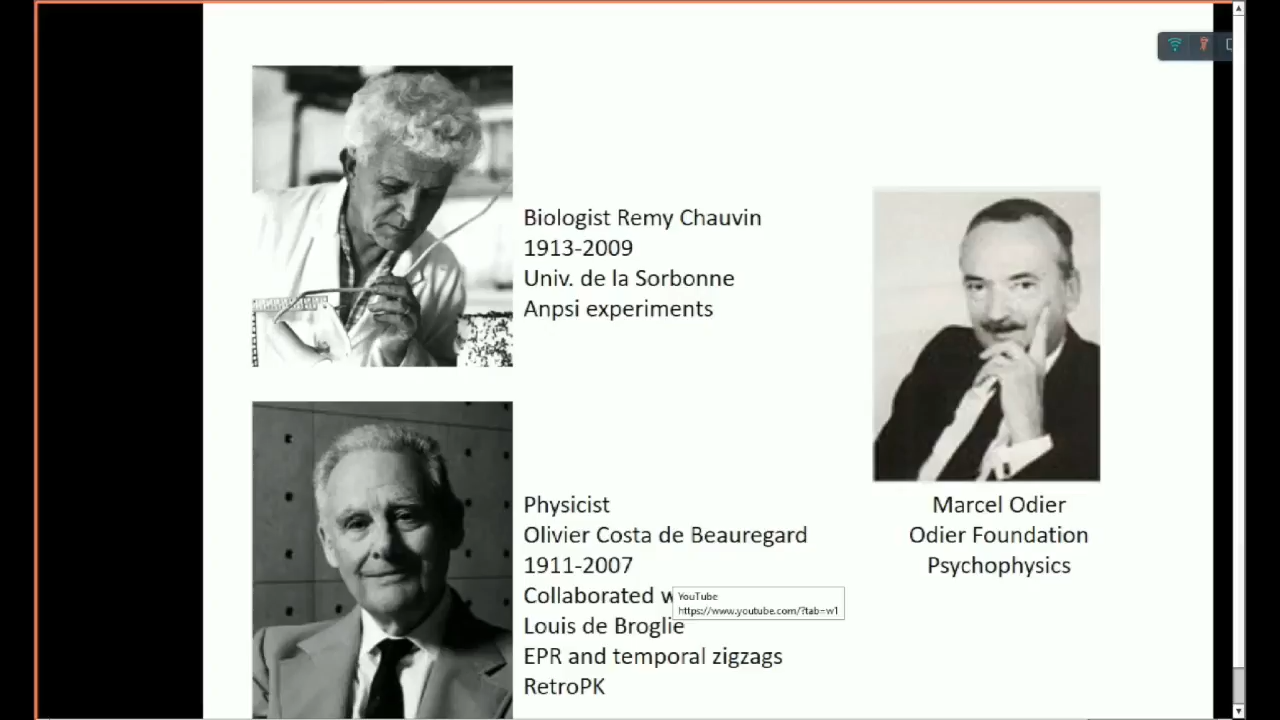 Biologist Remy Chauvin
1913-2009
Univ. de la Sorbonne
Anpsi experiments
Physicist
Olivier Costa de Beauregard
1911-2007
Collaborated w
YouTube
https://www.youtube.com/?tab=w1
Louis de Broglie
EPR and temporal zigzags
RetroPK
Marcel Odier
Odier Foundation
Psychophysics